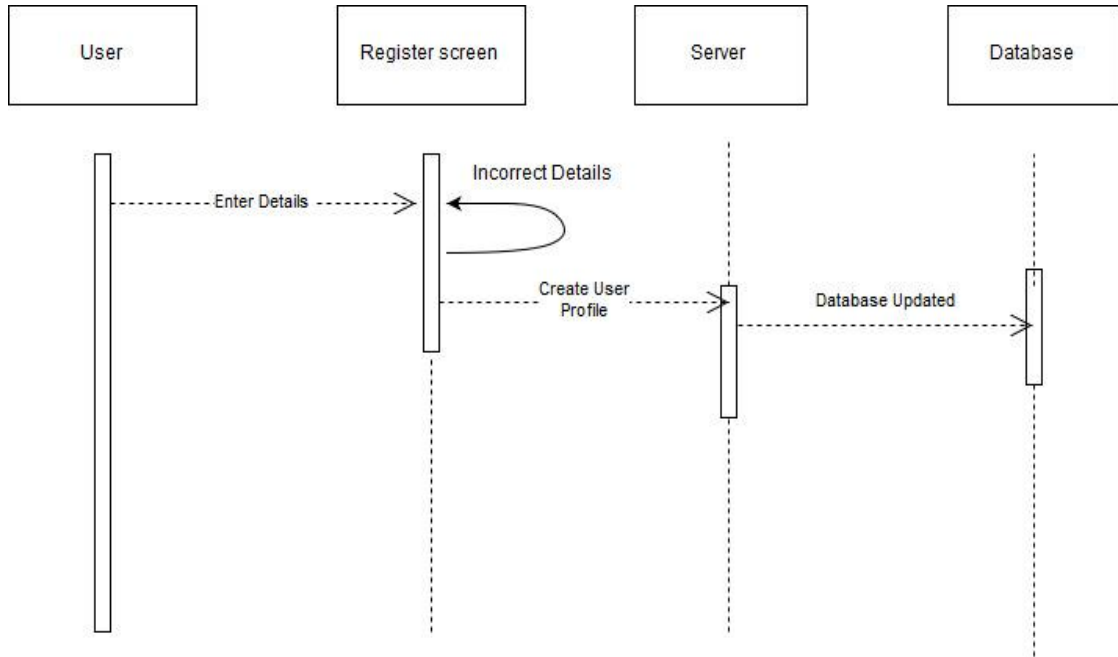 User
Register screen
Server
Database
Incorrect Details
Enter Details
Create User
Profile
Database Updated